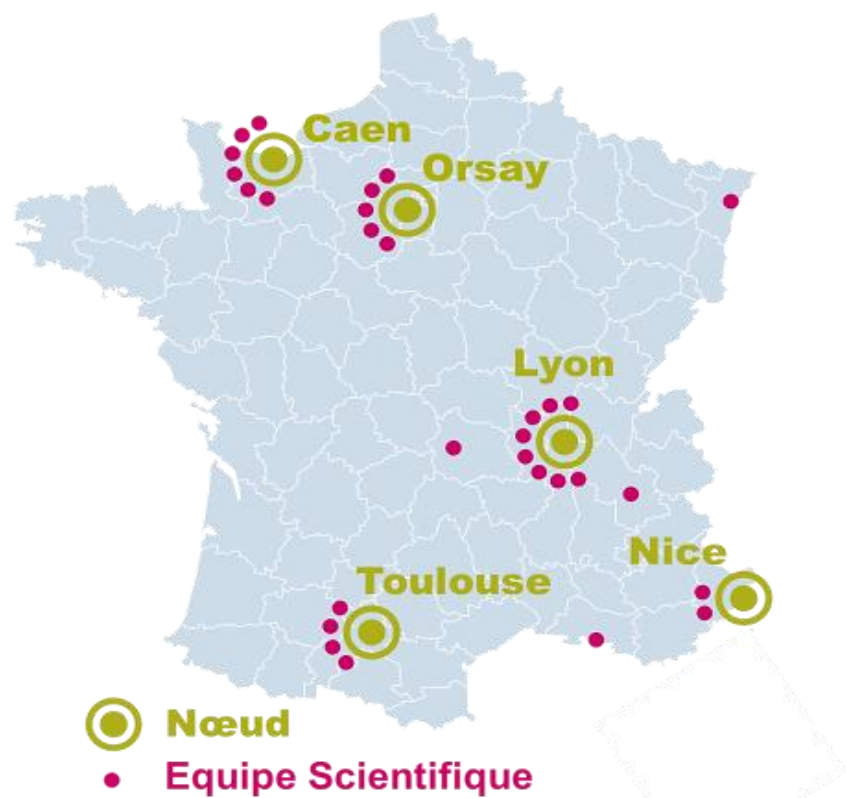 Caen
Orsay
Lyon
Nice
Toulouse
Nœud
Equipe Scientifique